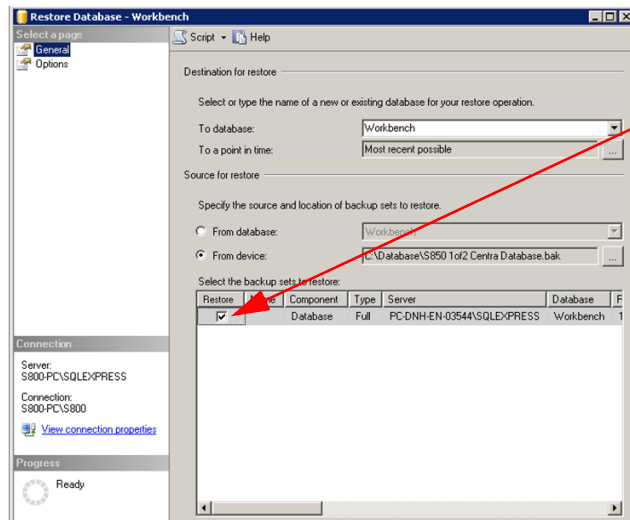 Restore Database - Workbench
Select a page
General
Options
Script
Help
Destination for restore
Select or type the name of a new or existing database for your restore operation.
To database:
Workbench
To a point in time:
Most recent possible
...
Source for restore
Specify the source and location of backup sets to restore.
From database:
Workbench
From device:
C:\Database\S850 1of2 Centra Database.bak
...
Select the backup sets to restore:
Restore Name Component Type Server Database F
Database Full PC-DNH-EN-03544\SQLEXPRESS Workbench 1
Connection
Server:
S800-PC\SQLEXPRESS
Connection:
S800-PC\S800
View connection properties
Progress
Ready